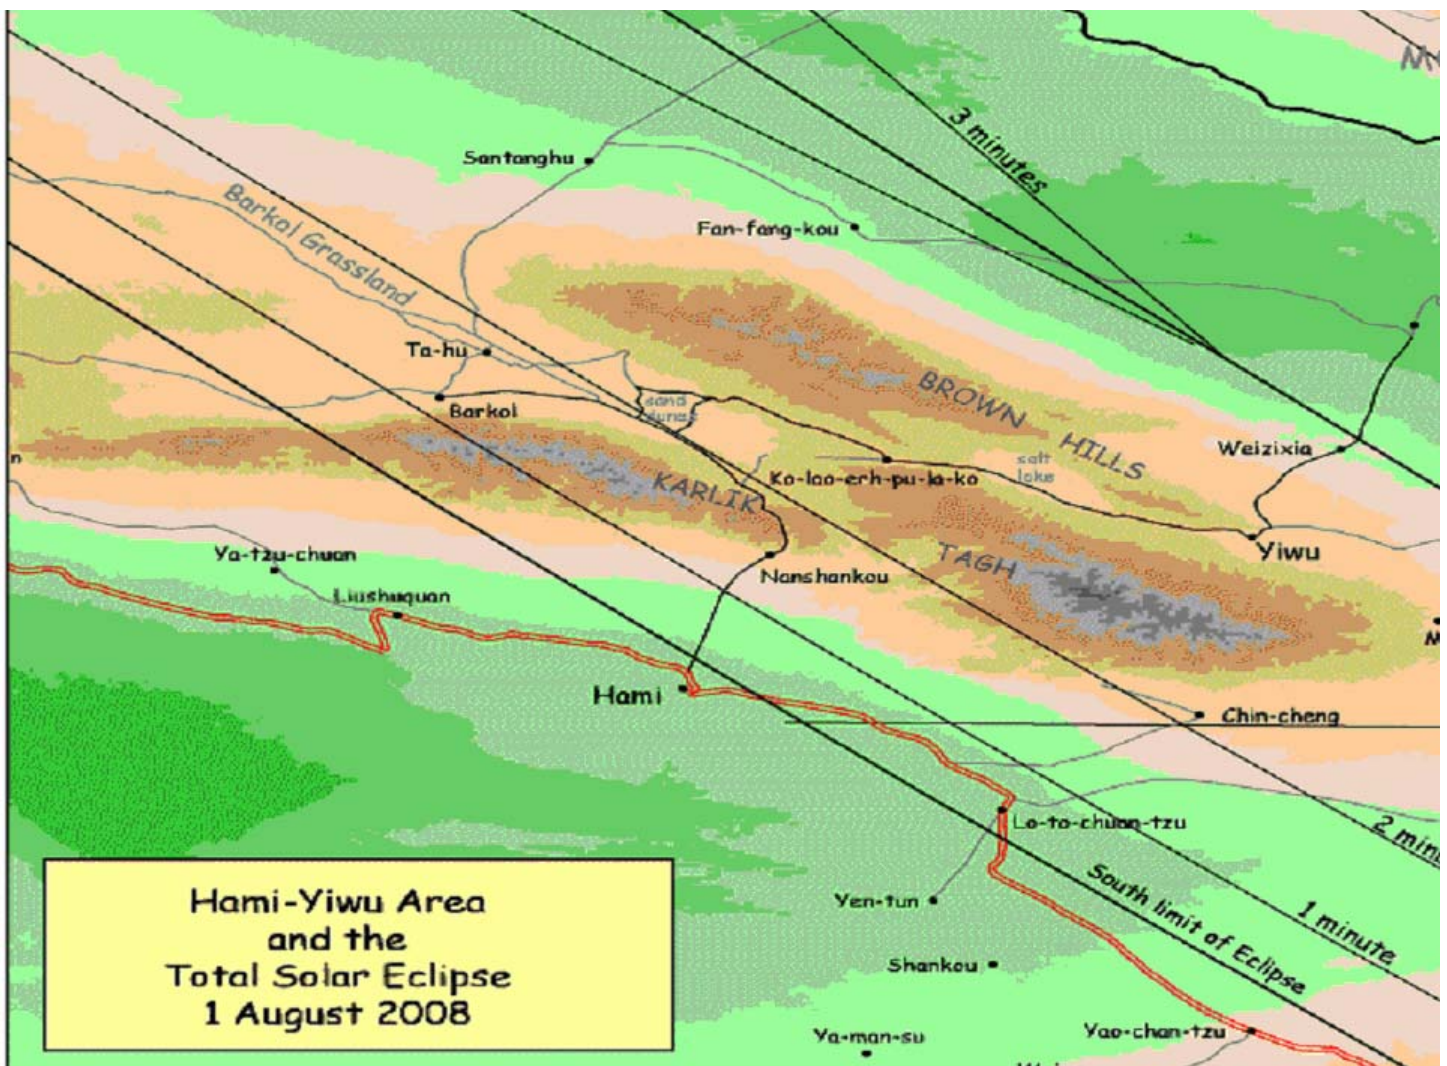 3 minutes
Santanghu
Barkol Grassland
Fan-fang-kou
Ta-hu
BROWN
HILLS
Barkol
sand
dunes
Weizixia
salt
lake
Ko-lao-erh-pu-la-ko
KARLIK
TAGH
Yiwu
Ya-tzu-chuan
Nanshankou
Liushuquan
Hami
Chin-cheng
Lo-to-chuan-tzu
2 minu
South limit of Eclipse
1 minute
Yen-tun
Shankou
Yao-chan-tzu
Ya-man-su
Hami-Yiwu Area
and the
Total Solar Eclipse
1 August 2008